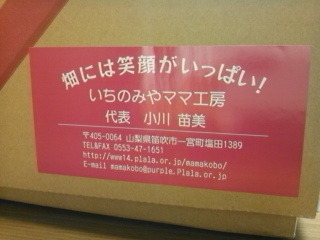 畑には笑顔がいっぱい!
いちのみやママ工房
代表 小川 苗美
〒405-0064 山梨県笛吹市一宮町塩田1389
TEL&FAX 0553-47-1651
http://www14.plala.or.jp/mamakobo/
E-mail mamakobo@purple.Plala.or.jp